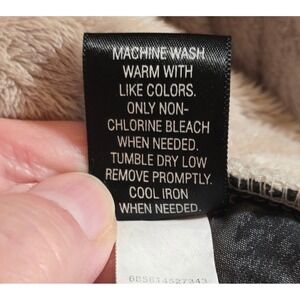 MACHINE WASH
WARM WITH
LIKE COLORS.
ONLY NON-
CHLORINE BLEACH
WHEN NEEDED.
TUMBLE DRY LOW
REMOVE PROMPTLY.
COOL IRON
WHEN NEEDED.